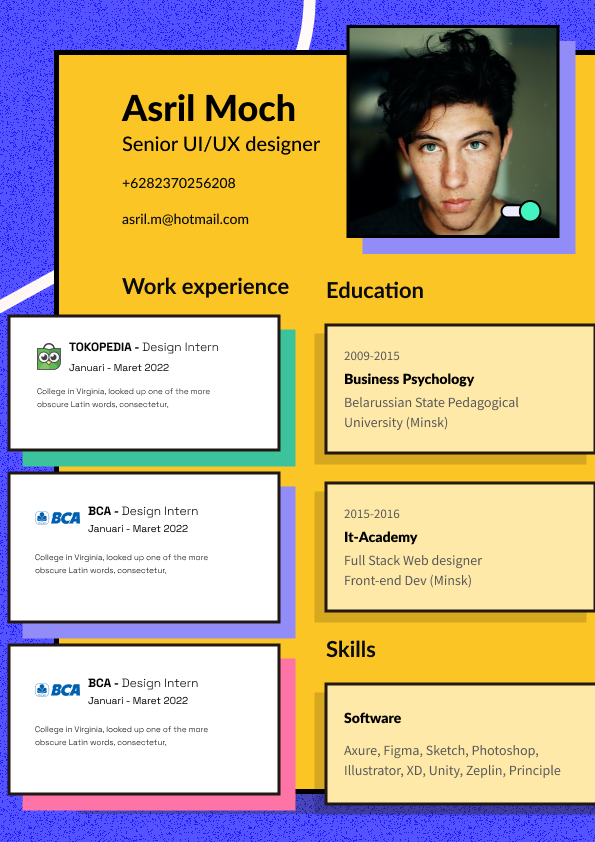 Asril Moch
Senior UI/UX designer
+6282370256208
asril.m@hotmail.com
Work experience
TOKOPEDIA - Design Intern
Januari - Maret 2022
College in Virginia, looked up one of the more
obscure Latin words, consectetur,
BCA
BCA - Design Intern
Januari - Maret 2022
College in Virginia, looked up one of the more
obscure Latin words, consectetur,
BCA
BCA - Design Intern
Januari - Maret 2022
College in Virginia, looked up one of the more
obscure Latin words, consectetur,
Education
2009-2015
Business Psychology
Belarussian State Pedagogical
University (Minsk)
2015-2016
It-Academy
Full Stack Web designer
Front-end Dev (Minsk)
Skills
Software
Axure, Figma, Sketch, Photoshop,
Illustrator, XD, Unity, Zeplin, Principle